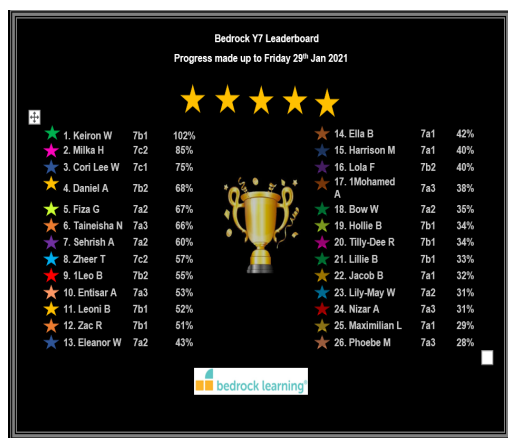 Bedrock Y7 Leaderboard
Progress made up to Friday 29th Jan 2021
1. Keiron W 7b1 102%
2. Milka H 7c2 85%
3. Cori Lee W 7c1 75%
4. Daniel A 7b2 68%
5. Fiza G 7a2 67%
6. Taineisha N 7a3 66%
7. Sehrish A 7a2 60%
8. Zheer T 7c2 57%
9. 1Leo B 7b2 55%
10. Entisar A 7a3 53%
11. Leoni B 7b1 52%
12. Zac R 7b1 51%
13. Eleanor W 7a2 43%
14. Ella B 7a1 42%
15. Harrison M 7a1 40%
16. Lola F 7b2 40%
17. 1Mohamed
A 7a3 38%
18. Bow W 7a2 35%
19. Hollie B 7b1 34%
20. Tilly-Dee R 7b1 34%
21. Lillie B 7b1 33%
22. Jacob B 7a1 32%
23. Lily-May W 7a2 31%
24. Nizar A 7a3 31%
25. Maximilian L 7a1 29%
26. Phoebe M 7a3 28%
bedrock learning®